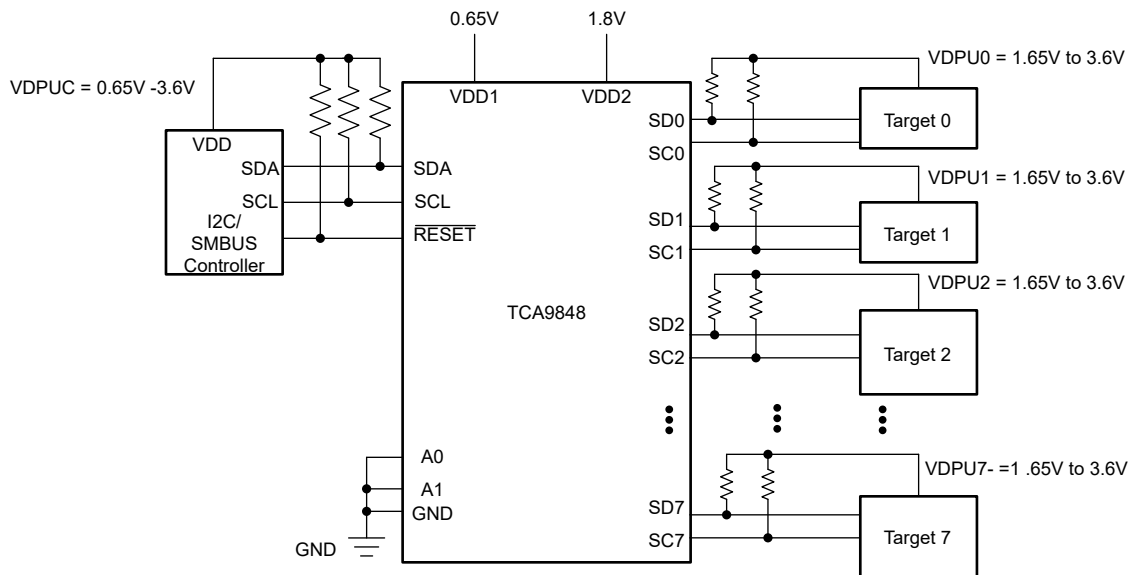 0.65V
1.8V
VDPUC = 0.65V -3.6V
VDPU0 = 1.65V to 3.6V
VDD1
VDD2
VDD
SD0
Target 0
SC0
SDA
SDA
VDPU1 = 1.65V to 3.6V
SCL
SCL
I2C/
SMBUS
Controller
RESET
SD1
Target 1
SC1
VDPU2 = 1.65V to 3.6V
TCA9848
SD2
Target 2
SC2
A0
VDPU7- =1 .65V to 3.6V
A1
GND
SD7
Target 7
SC7
GND